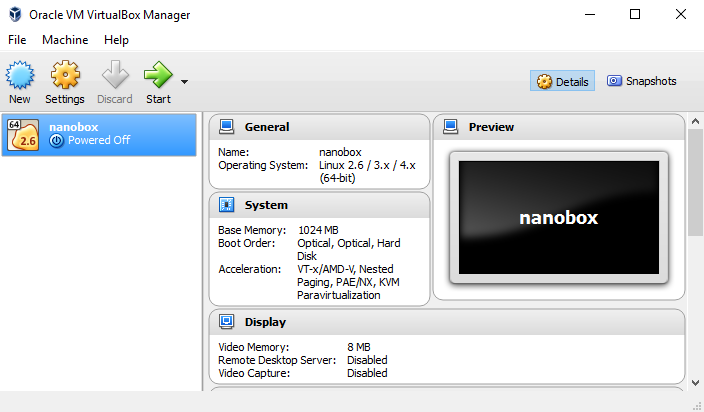 Oracle VM VirtualBox Manager
File Machine Help
New Settings Discard Start Details Snapshots
64
2.6
nanobox
Powered Off
General
Name: nanobox
Operating System: Linux 2.6 / 3.x / 4.x
(64-bit)
System
Base Memory: 1024 MB
Boot Order: Optical, Optical, Hard
Disk
Acceleration: VT-x/AMD-V, Nested
Paging, PAE/NX, KVM
Paravirtualization
Preview
nanobox
Display
Video Memory: 8 MB
Remote Desktop Server: Disabled
Video Capture: Disabled